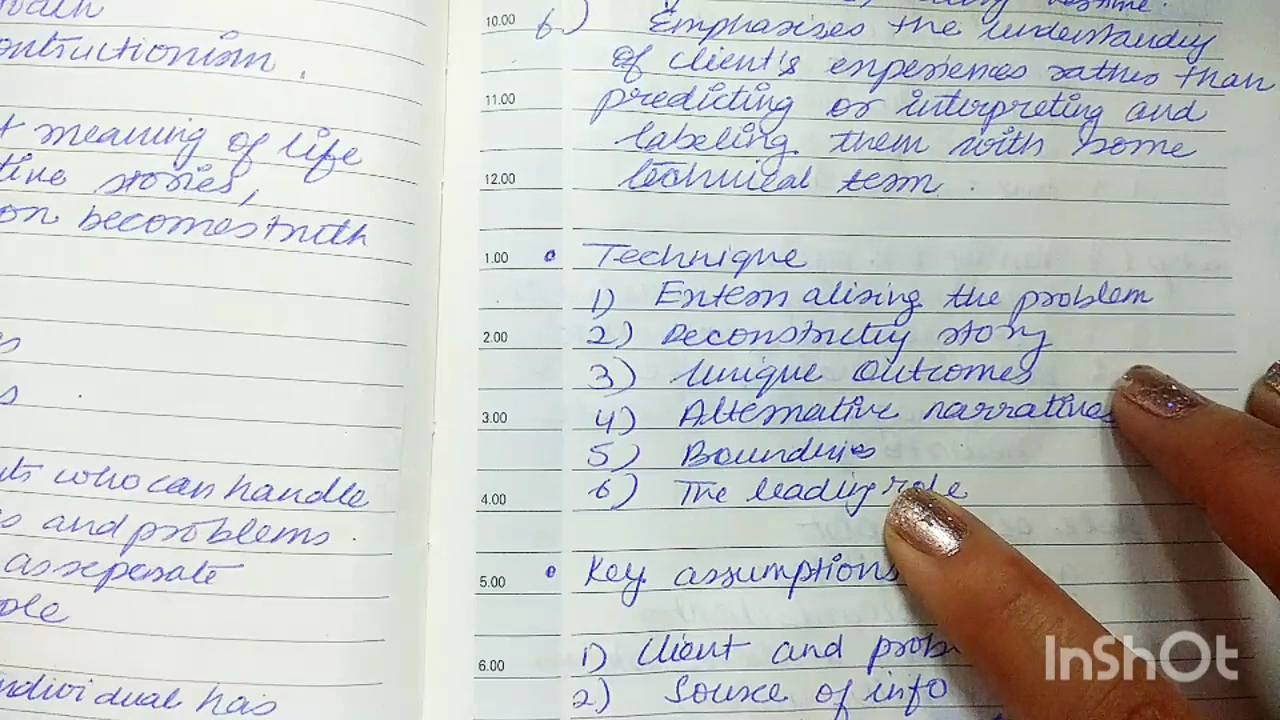 ontructionism.
t meaning of life
tive stories,
on becomes truth
s
s
ts who can handle
s and problems.
as seperate
ole
ndividual has
10.00
6) Emphasizes the understanding
of client's experiences rather than
11.00
predicting or interpreting and
labeling them with some
12.00
technical term.
1.00
Technique
1) Externalising the problem
2.00
2) Deconstructing story
3) Unique Outcomes
3.00
4) Alternative narratives
5) Boundries
4.00
6) The leading role
5.00
Key assumptions
6.00
1) Client and prob
2) Source of info
InShOt